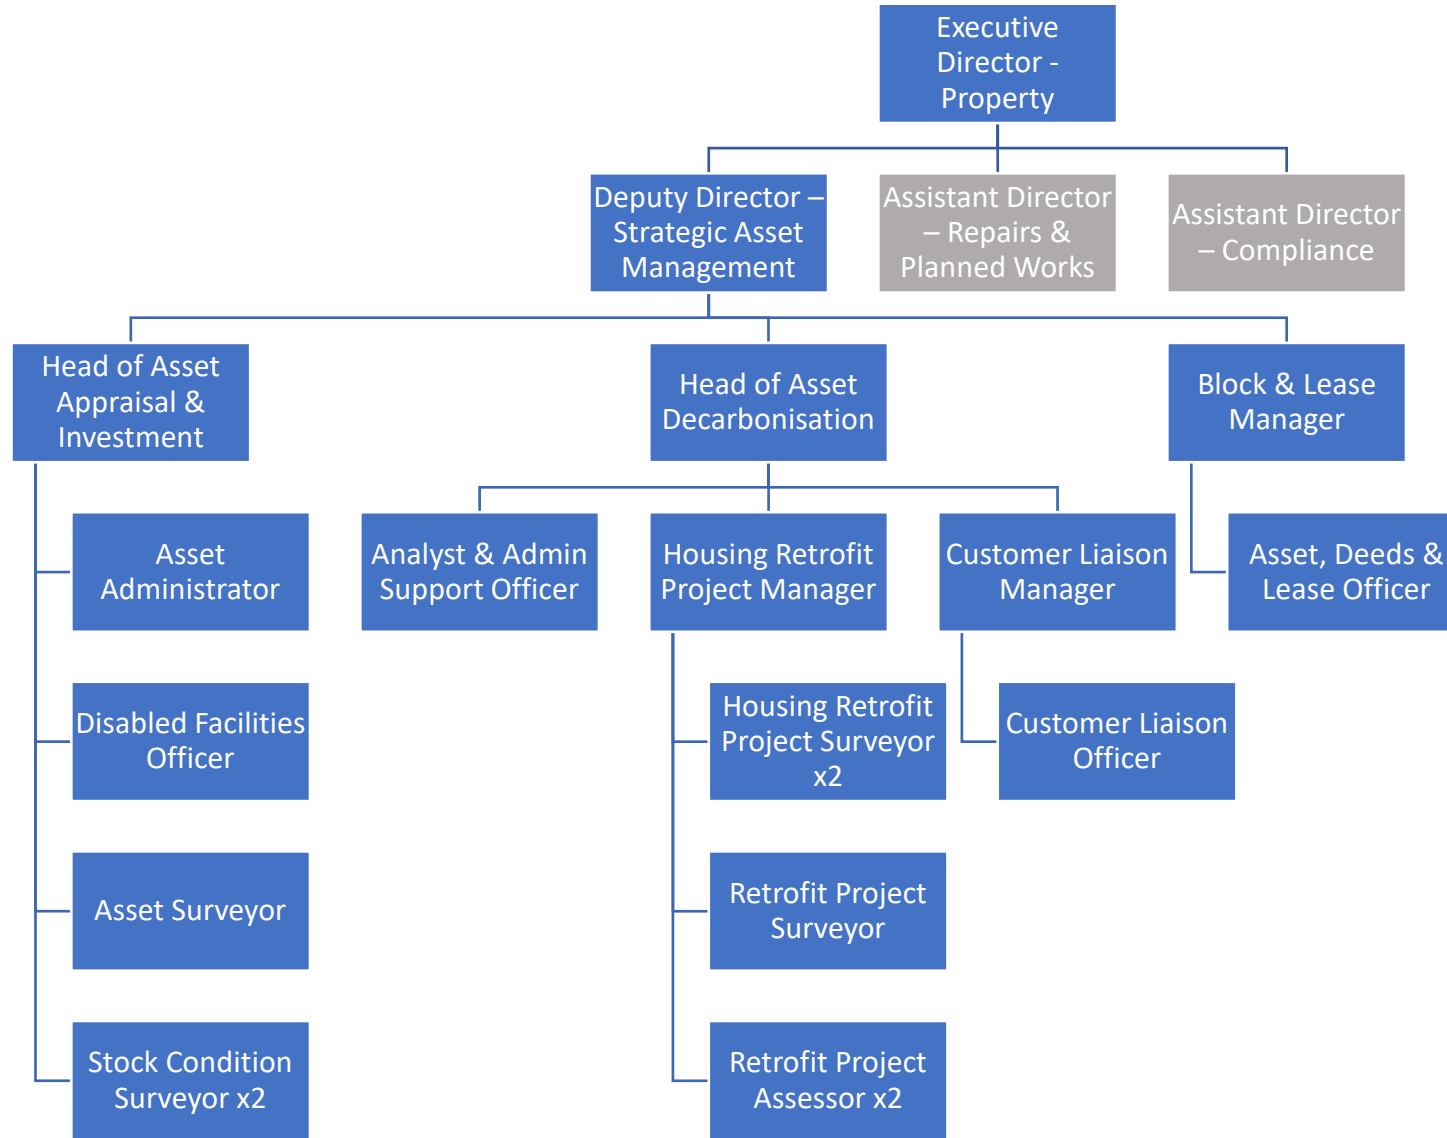 Executive
Director -
Property
Deputy Director –
Strategic Asset
Management
Assistant Director
– Repairs &
Planned Works
Assistant Director
– Compliance
Head of Asset
Appraisal &
Investment
Head of Asset
Decarbonisation
Block & Lease
Manager
Asset
Administrator
Analyst & Admin
Support Officer
Housing Retrofit
Project Manager
Customer Liaison
Manager
Asset, Deeds &
Lease Officer
Disabled Facilities
Officer
Housing Retrofit
Project Surveyor
x2
Customer Liaison
Officer
Asset Surveyor
Retrofit Project
Surveyor
Stock Condition
Surveyor x2
Retrofit Project
Assessor x2